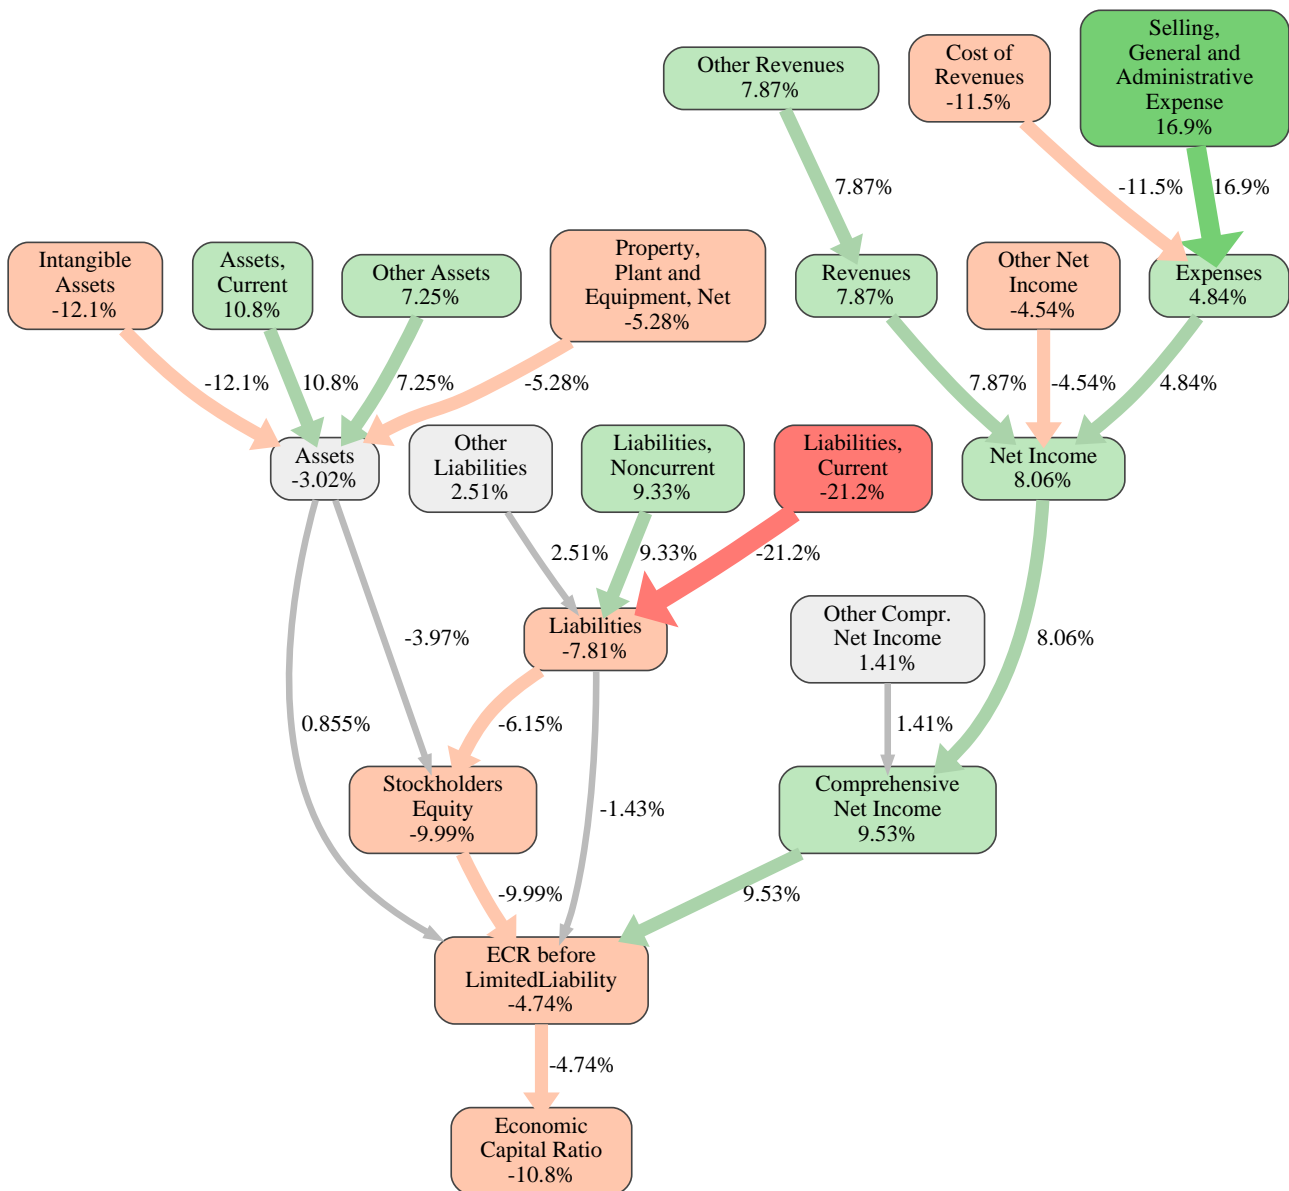 Selling,
General and
Administrative
Expense
16.9%
Cost of
Revenues
-11.5%
Other Revenues
7.87%
7.87%
-11.5%
16.9%
Intangible
Assets
-12.1%
Assets,
Current
10.8%
Other Assets
7.25%
Property,
Plant and
Equipment, Net
-5.28%
Revenues
7.87%
Other Net
Income
-4.54%
Expenses
4.84%
-12.1%
10.8%
7.25%
-5.28%
7.87%
-4.54%
4.84%
Assets
-3.02%
Other
Liabilities
2.51%
Liabilities,
Noncurrent
9.33%
Liabilities,
Current
-21.2%
Net Income
8.06%
2.51%
9.33%
-21.2%
Liabilities
-7.81%
Other Compr.
Net Income
1.41%
-3.97%
8.06%
0.855%
-6.15%
1.41%
Stockholders
Equity
-9.99%
-1.43%
Comprehensive
Net Income
9.53%
-9.99%
9.53%
ECR before
LimitedLiability
-4.74%
-4.74%
Economic
Capital Ratio
-10.8%